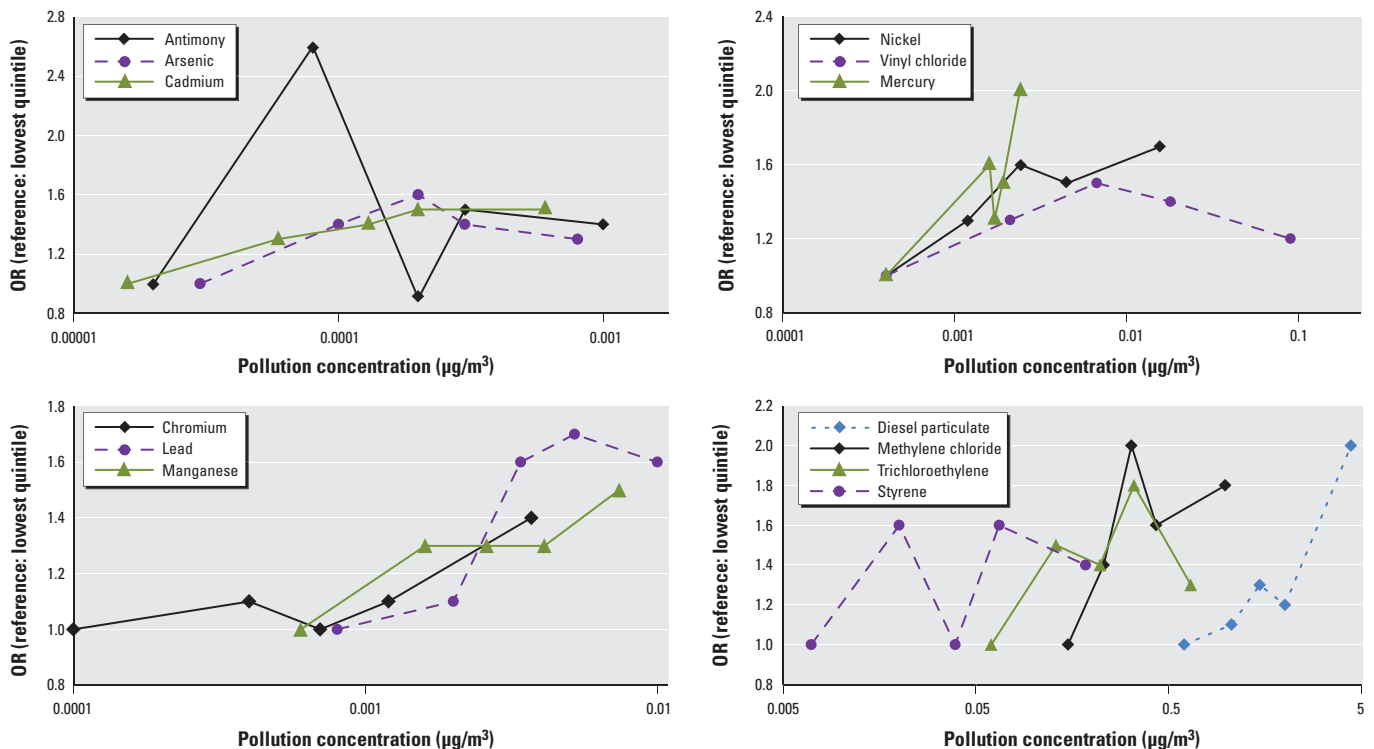 2.8
2.4
2.0
1.6
1.2
0.8
OR (reference: lowest quintile)
Antimony
Arsenic
Cadmium
0.00001
0.0001
0.001
Pollution concentration (μg/m³)
2.4
2.0
1.6
1.2
0.8
OR (reference: lowest quintile)
Nickel
Vinyl chloride
Mercury
0.0001
0.001
0.01
0.1
Pollution concentration (μg/m³)
1.8
1.6
1.4
1.2
1.0
0.8
OR (reference: lowest quintile)
Chromium
Lead
Manganese
0.0001
0.001
0.01
Pollution concentration (μg/m³)
2.2
2.0
1.8
1.6
1.4
1.2
1.0
0.8
OR (referece: lowest quintile)
Diesel particulate
Methylene chloride
Trichloroethylene
Styrene
0.005
0.05
0.5
5
Pollution concentration (μg/m³)